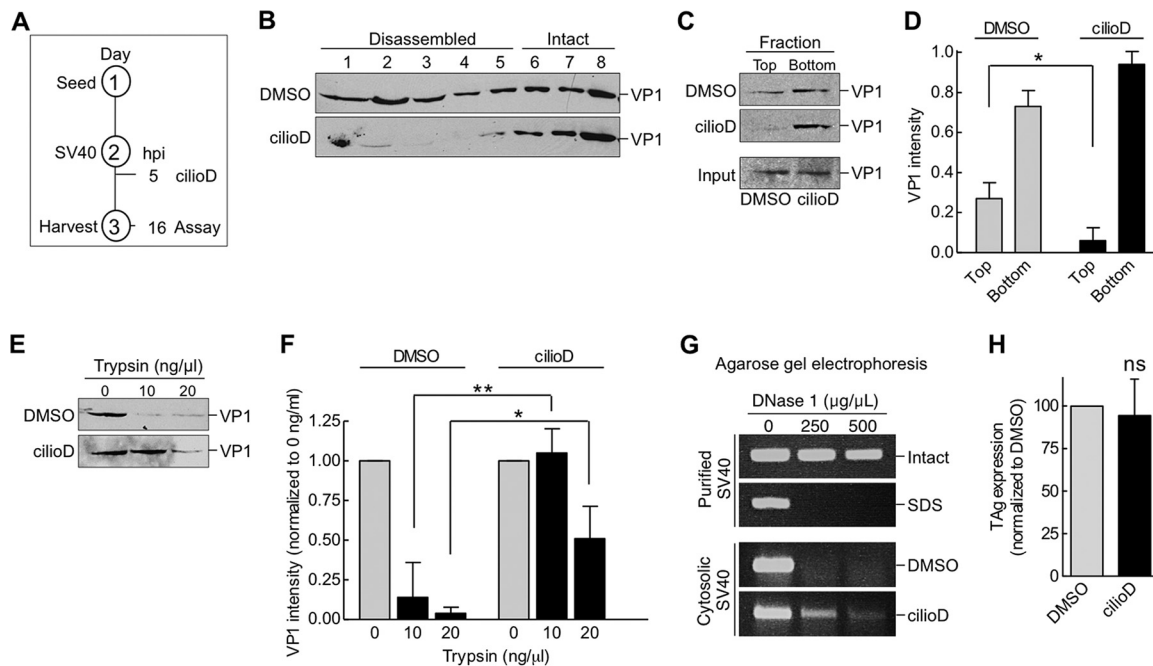 A
Day
Seed 1
SV40 2 hpi
5 cilioD
Harvest 3 16 Assay
B
Disassembled Intact
1 2 3 4 5 6 7 8
DMSO VP1
cilioD VP1
C
Fraction
Top Bottom
DMSO VP1
cilioD VP1
Input VP1
DMSO cilioD
D
DMSO cilioD
*
VP1 intensity
1.0
0.8
0.6
0.4
0.2
0.0
Top Bottom Top Bottom
E
Trypsin (ng/µl)
0 10 20
DMSO VP1
cilioD VP1
F
DMSO cilioD
**
*
VP1 intensity (normalized to 0 ng/ml)
1.25
1.00
0.75
0.50
0.25
0.00
0 10 20 0 10 20
Trypsin (ng/µl)
G
Agarose gel electrophoresis
DNase 1 (µg/µL)
0 250 500
Purified
SV40
Intact
SDS
Cytosolic
SV40
DMSO
cilioD
H
ns
TAg expression
(normalized to DMSO)
100
75
50
25
0
DMSO cilioD